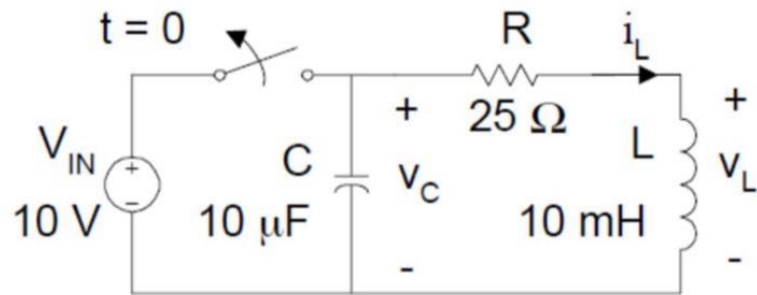 t = 0
R
i_L
V_IN
10 V
+
-
C
10 μF
+
v_C
-
25 Ω
L
10 mH
+
v_L
-